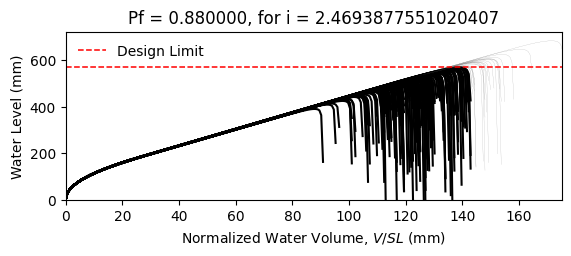 Pf = 0.880000, for i = 2.4693877551020407
Design Limit
Water Level (mm)
600
400
200
0
0 20 40 60 80 100 120 140 160
Normalized Water Volume, V/SL (mm)